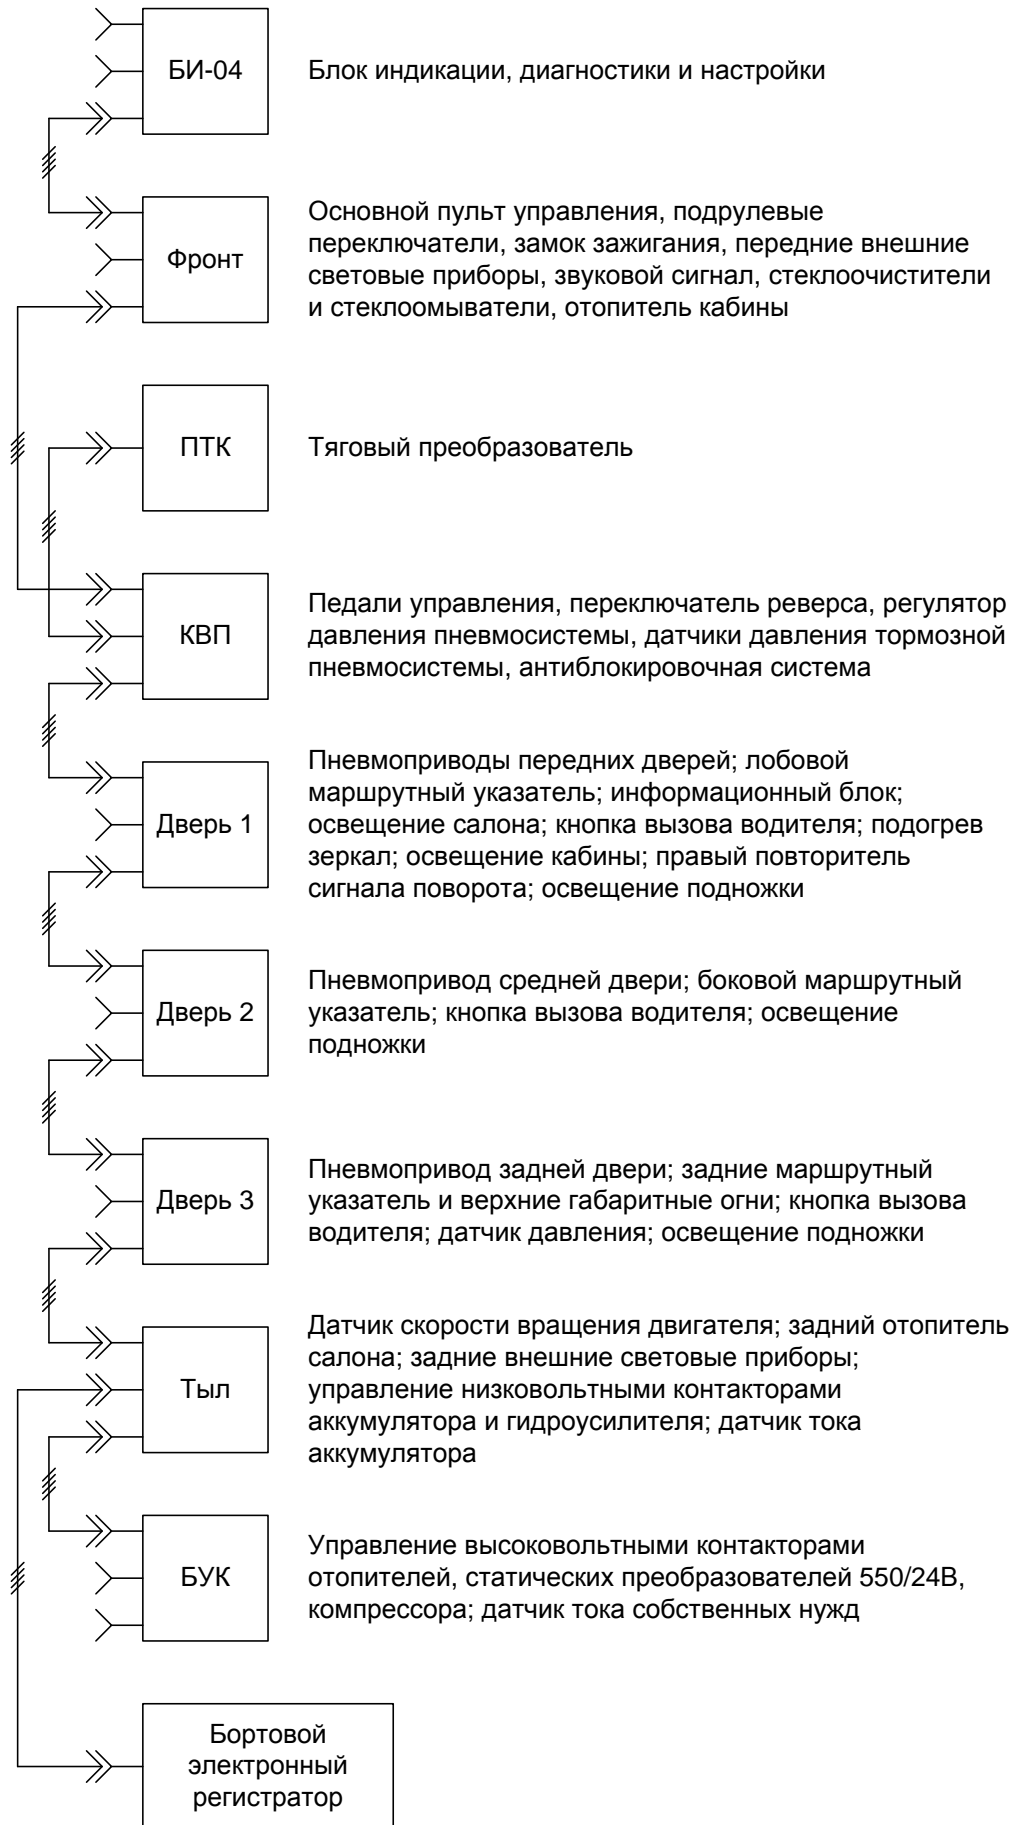 БИ-04
Блок индикации, диагностики и настройки
Фронт
Основной пульт управления, подрулевые
переключатели, замок зажигания, передние внешние
световые приборы, звуковой сигнал, стеклоочистители
и стеклоомыватели, отопитель кабины
ПТК
Тяговый преобразователь
КВП
Педали управления, переключатель реверса, регулятор
давления пневмосистемы, датчики давления тормозной
пневмосистемы, антиблокировочная система
Дверь 1
Пневмоприводы передних дверей; лобовой
маршрутный указатель; информационный блок;
освещение салона; кнопка вызова водителя; подогрев
зеркал; освещение кабины; правый повторитель
сигнала поворота; освещение подножки
Дверь 2
Пневмопривод средней двери; боковой маршрутный
указатель; кнопка вызова водителя; освещение
подножки
Дверь 3
Пневмопривод задней двери; задние маршрутный
указатель и верхние габаритные огни; кнопка вызова
водителя; датчик давления; освещение подножки
Тыл
Датчик скорости вращения двигателя; задний отопитель
салона; задние внешние световые приборы;
управление низковольтными контакторами
аккумулятора и гидроусилителя; датчик тока
аккумулятора
БУК
Управление высоковольтными контакторами
отопителей, статических преобразователей 550/24В,
компрессора; датчик тока собственных нужд
Бортовой
электронный
регистратор